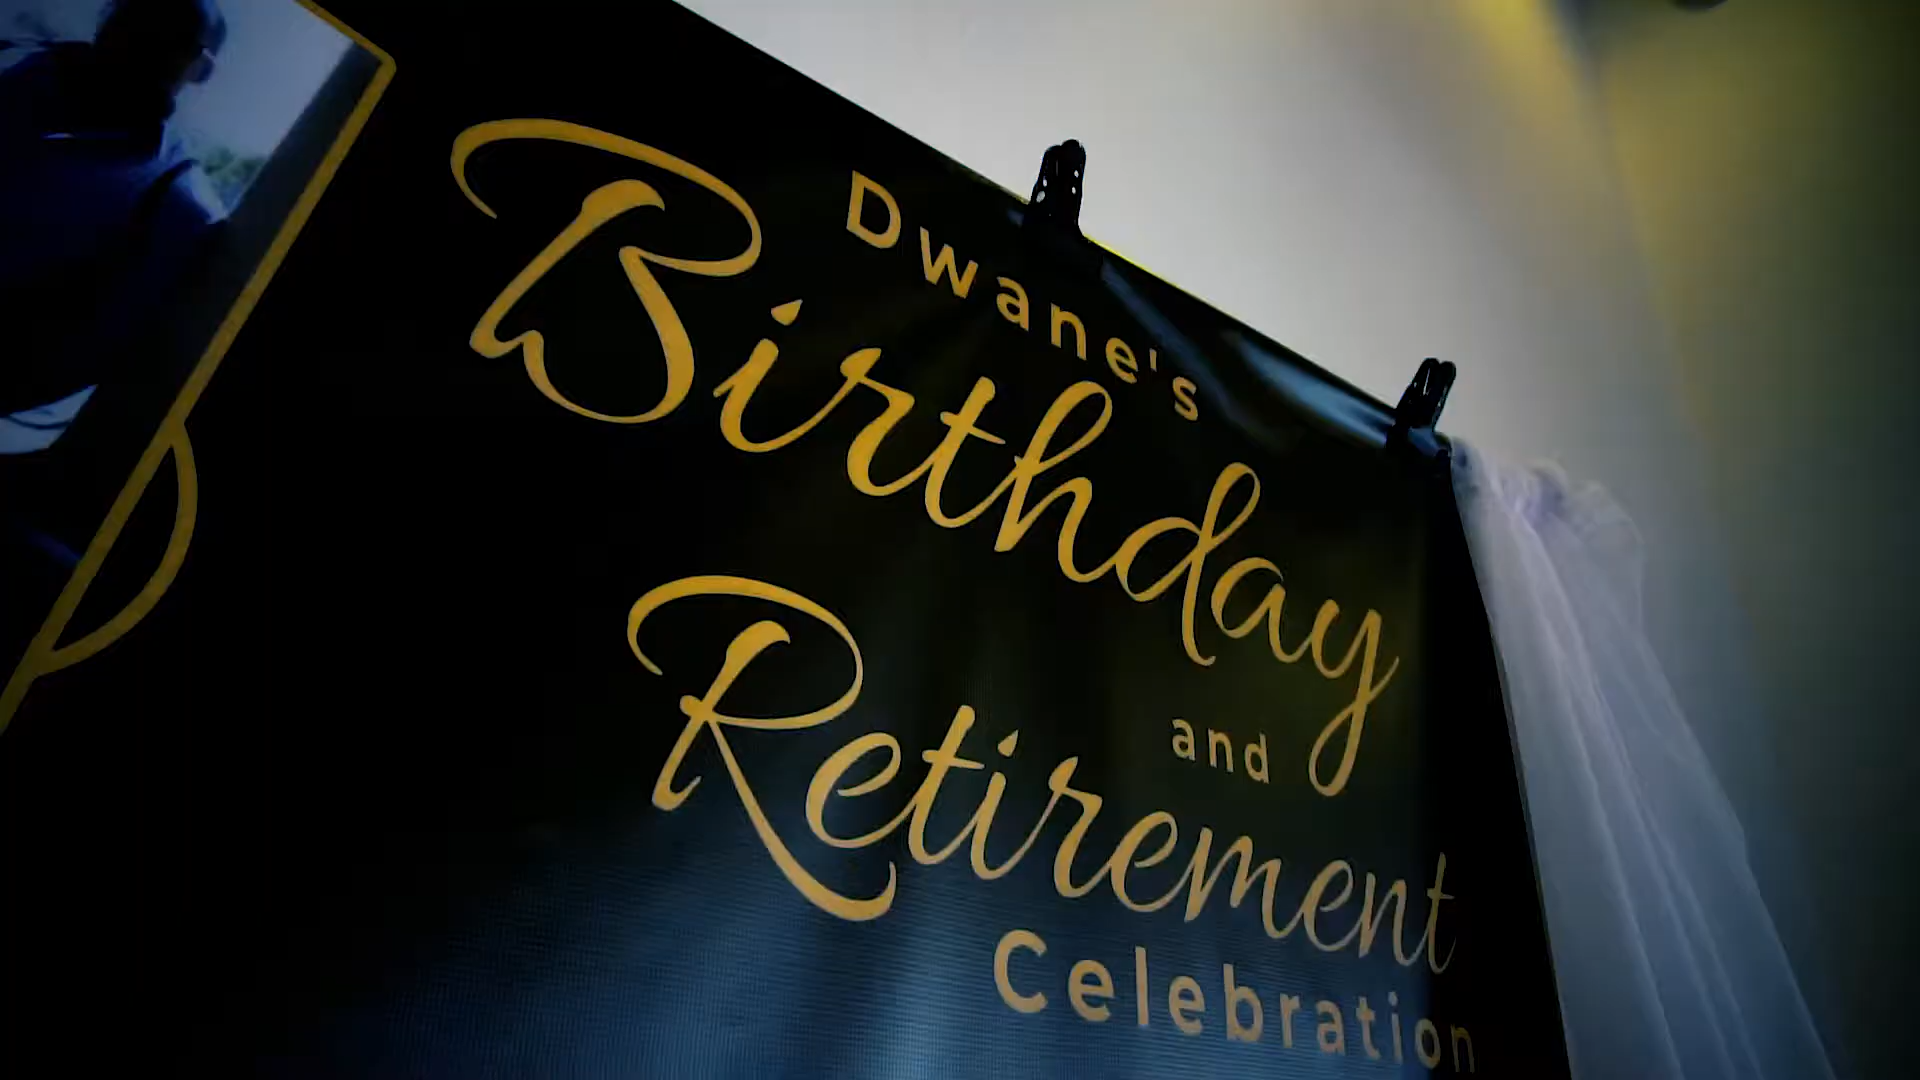 Dwane's
Birthday
and
Retirement
Celebration